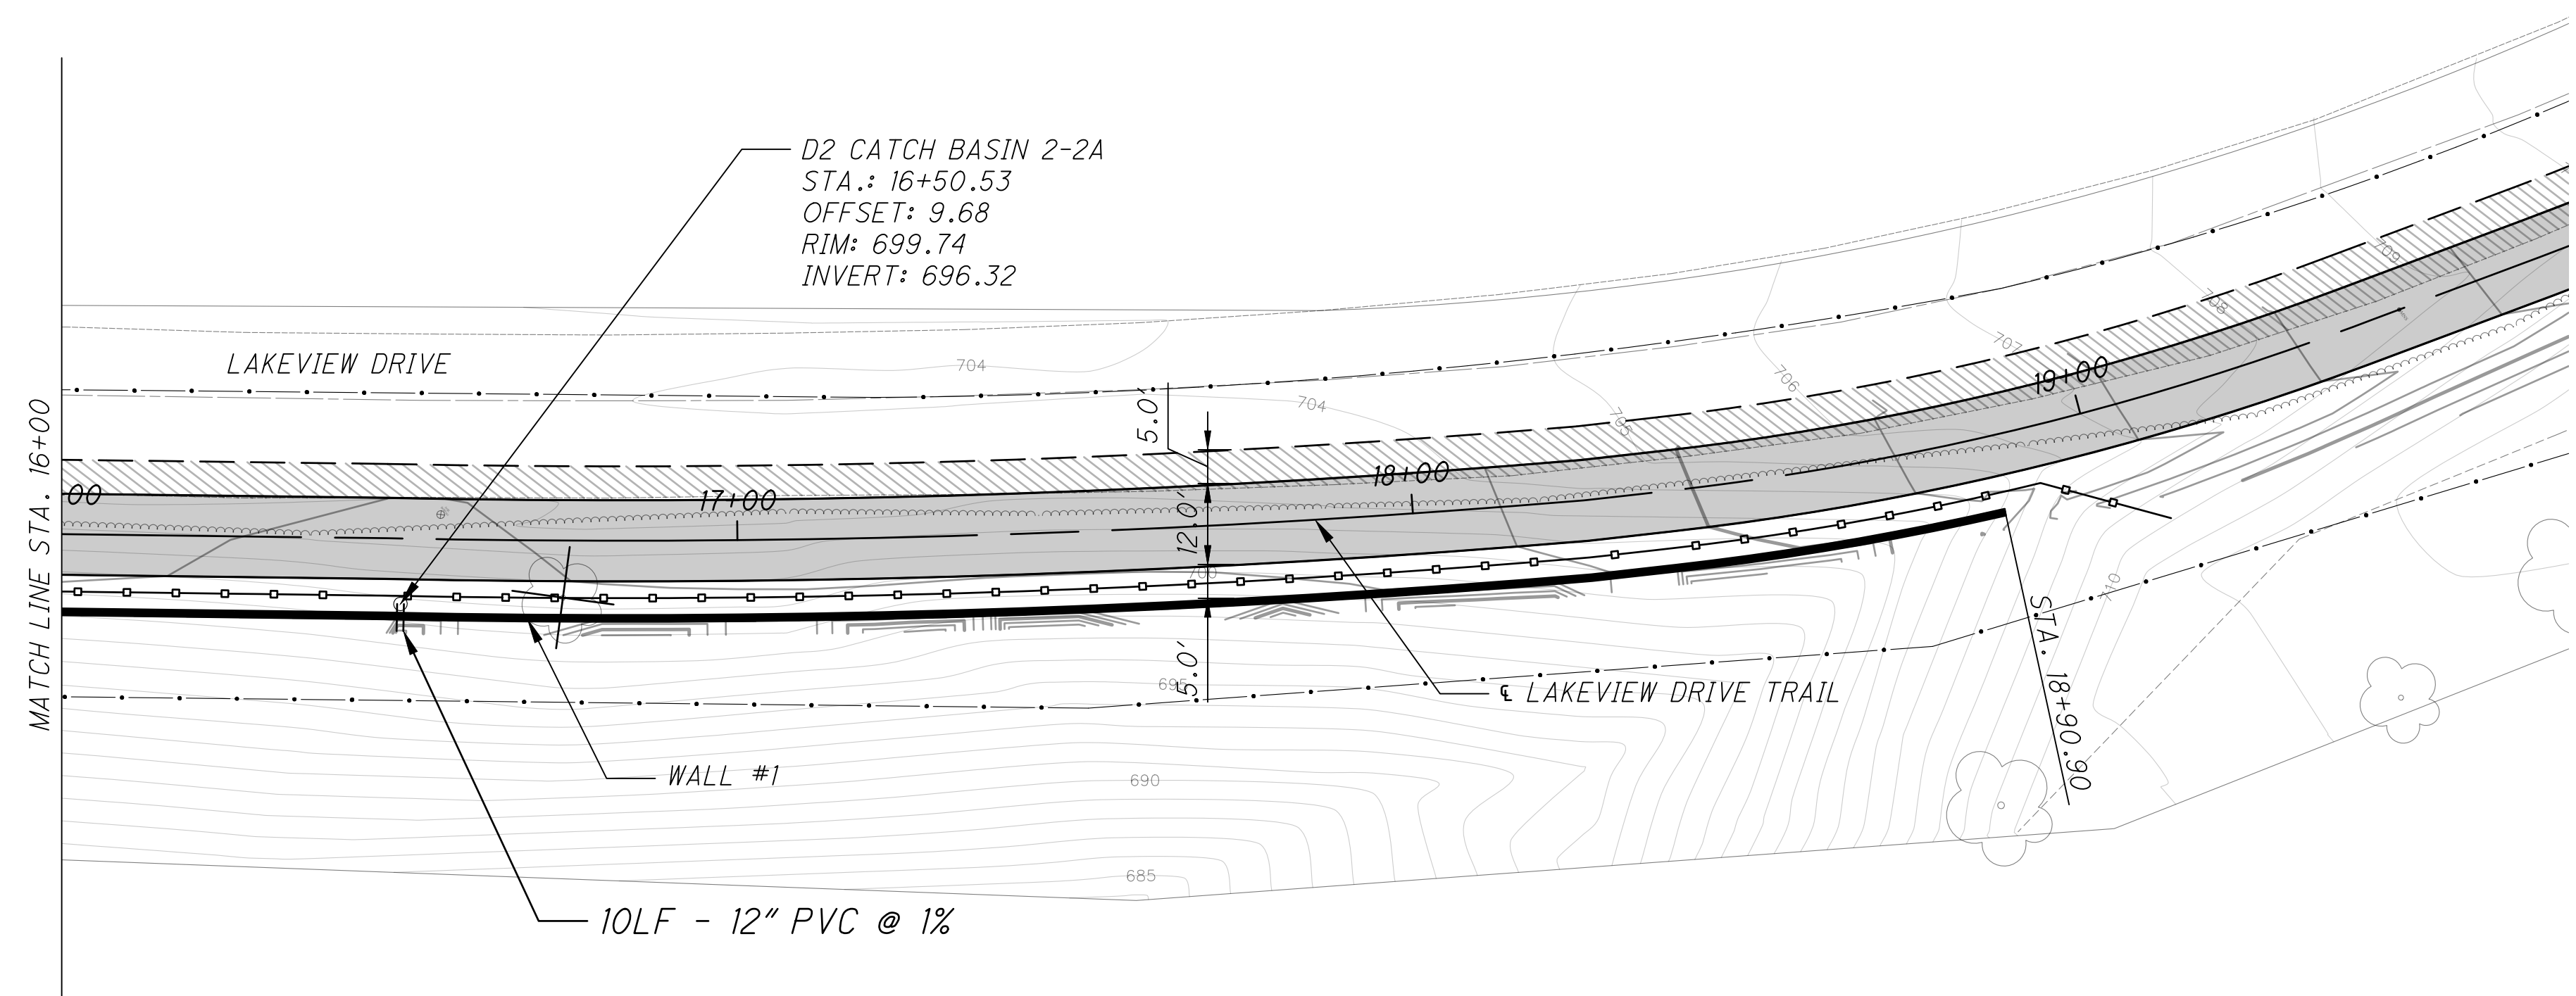 D2 CATCH BASIN 2-2A
STA.: 16+50.53
OFFSET: 9.68
RIM: 699.74
INVERT: 696.32
LAKEVIEW DRIVE
MATCH LINE STA. 16+00
00
17+00
18+00
19+00
704
704
705
706
707
708
709
710
5.0'
12.0'
5.0'
700
695
690
685
℄ LAKEVIEW DRIVE TRAIL
STA. 18+90.90
WALL #1
10LF - 12" PVC @ 1%